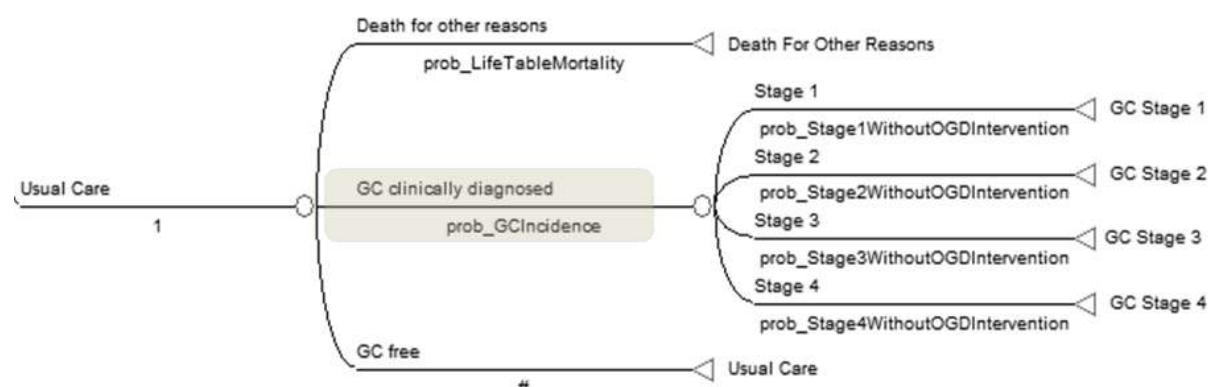 Death for other reasons
Death For Other Reasons
prob_LifeTableMortality
Stage 1
GC Stage 1
prob_Stage1WithoutOGDIntervention
Stage 2
GC Stage 2
prob_Stage2WithoutOGDIntervention
Usual Care
1
GC clinically diagnosed
prob_GCIncidence
Stage 3
GC Stage 3
prob_Stage3WithoutOGDIntervention
Stage 4
GC Stage 4
prob_Stage4WithoutOGDIntervention
GC free
#
Usual Care